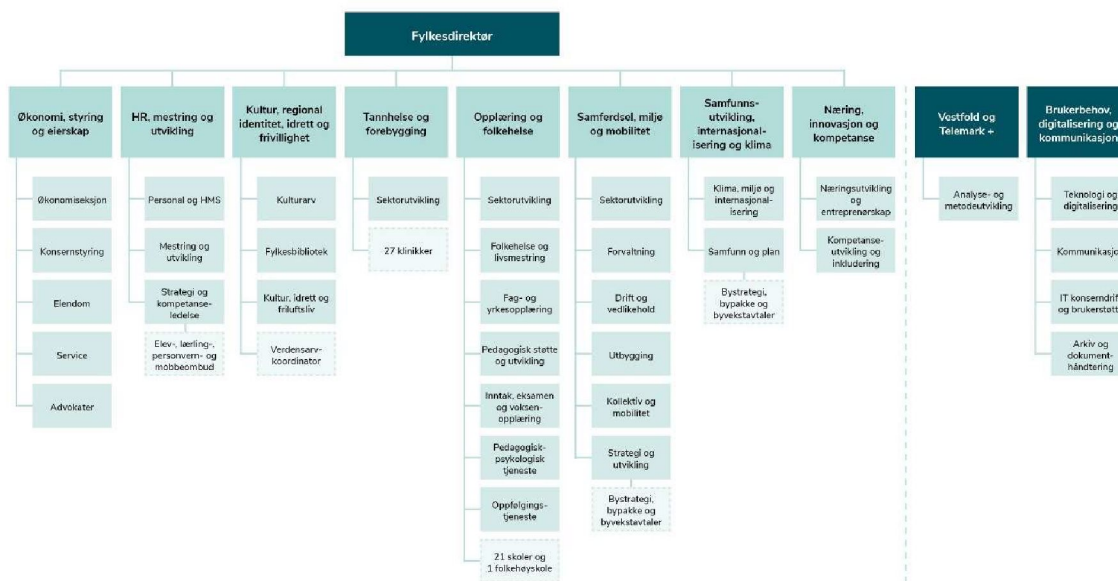 Fylkesdirektør
Økonomi, styring
og eierskap
Økonomiseksjon
Konsernstyring
Eiendom
Service
Advokater
HR, mestring og
utvikling
Personal og HMS
Mestring og
utvikling
Strategi og
kompetanse-
ledelse
Elev-, lærling-,
personvern- og
mobbeombud
Kultur, regional
identitet, idrett og
frivillighet
Kulturarv
Fylkesbibliotek
Kultur, idrett og
friluftsliv
Verdensarv-
koordinator
Tannhelse og
forebygging
Sektorutvikling
27 klinikker
Opplæring og
folkehelse
Sektorutvikling
Folkehelse og
livsmestring
Fag- og
yrkesopplæring
Pedagogisk støtte
og utvikling
Inntak, eksamen
og voksen-
opplæring
Pedagogisk-
psykologisk
tjeneste
Oppfølgings-
tjeneste
21 skoler og
1 folkehøyskole
Samferdsel, miljø
og mobilitet
Sektorutvikling
Forvaltning
Drift og
vedlikehold
Utbygging
Kollektiv og
mobilitet
Strategi og
utvikling
Bystrategi,
bypakke og
byvekstavtaler
Samfunns-
utvikling,
internasjonal-
isering og klima
Klima, miljø og
internasjonal-
isering
Samfunn og plan
Bystrategi,
bypakke og
byvekstavtaler
Næring,
innovasjon og
kompetanse
Næringsutvikling
og
entreprenørskap
Kompetanse-
utvikling og
inkludering
Vestfold og
Telemark +
Analyse- og
metodeutvikling
Brukerbehov,
digitalisering og
kommunikasjon
Teknologi og
digitalisering
Kommunikasjon
IT konserndrift
og brukerstøtte
Arkiv og
dokument-
håndtering